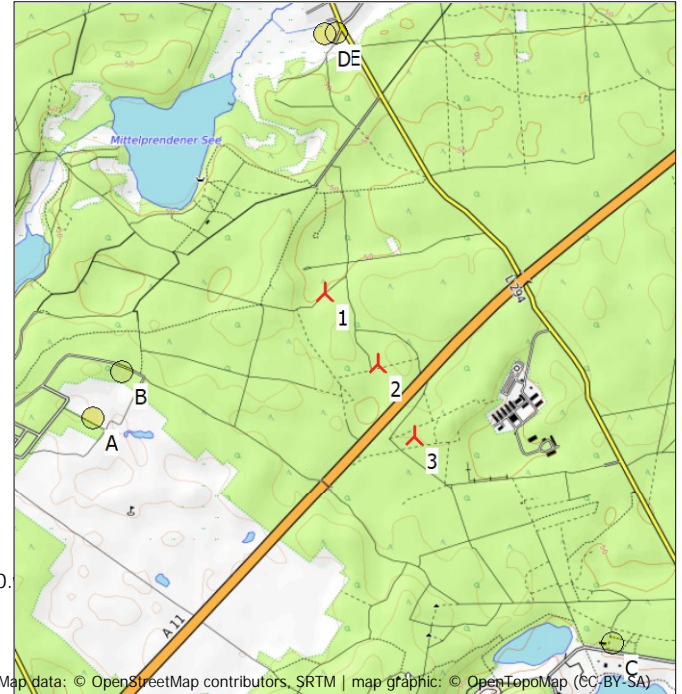 DE
Mittelprendener See
L 294
1
2
B
A
3
0.
A 11
C
Map data: © OpenStreetMap contributors, SRTM | map graphic: © OpenTopoMap (CC-BY-SA)